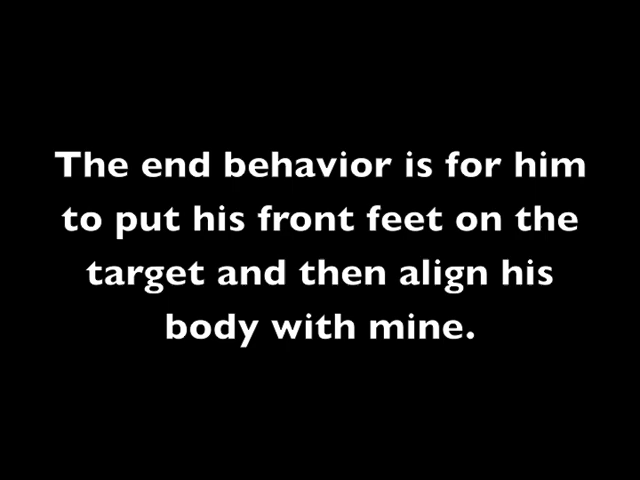 The end behavior is for him
to put his front feet on the
target and then align his
body with mine.